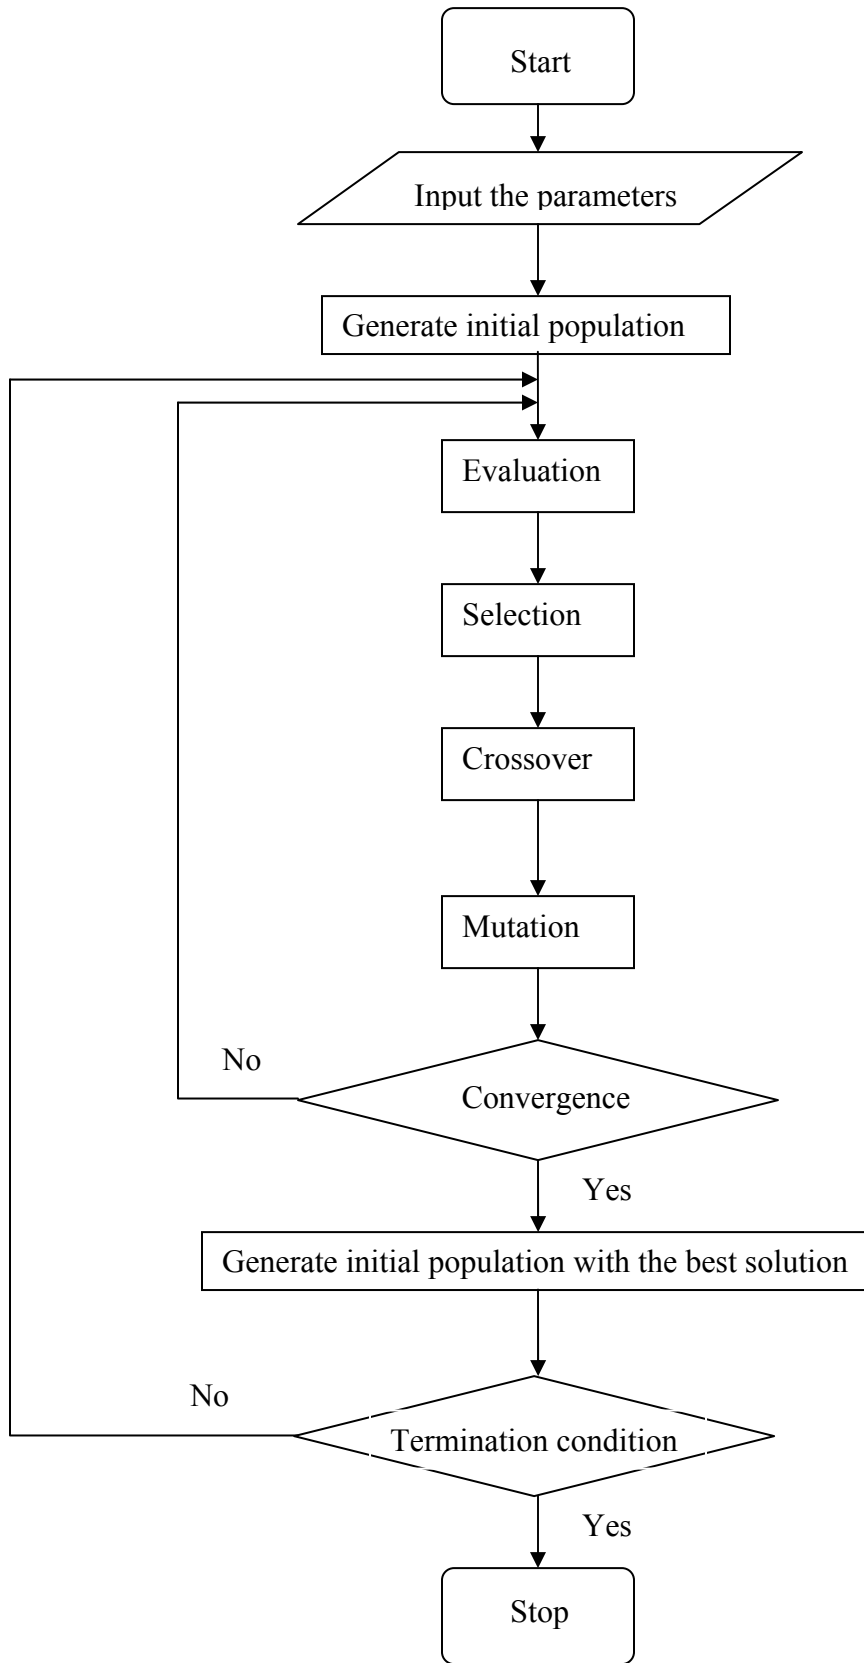 Start
Input the parameters
Generate initial population
Evaluation
Selection
Crossover
Mutation
No
Convergence
Yes
Generate initial population with the best solution
No
Termination condition
Yes
Stop